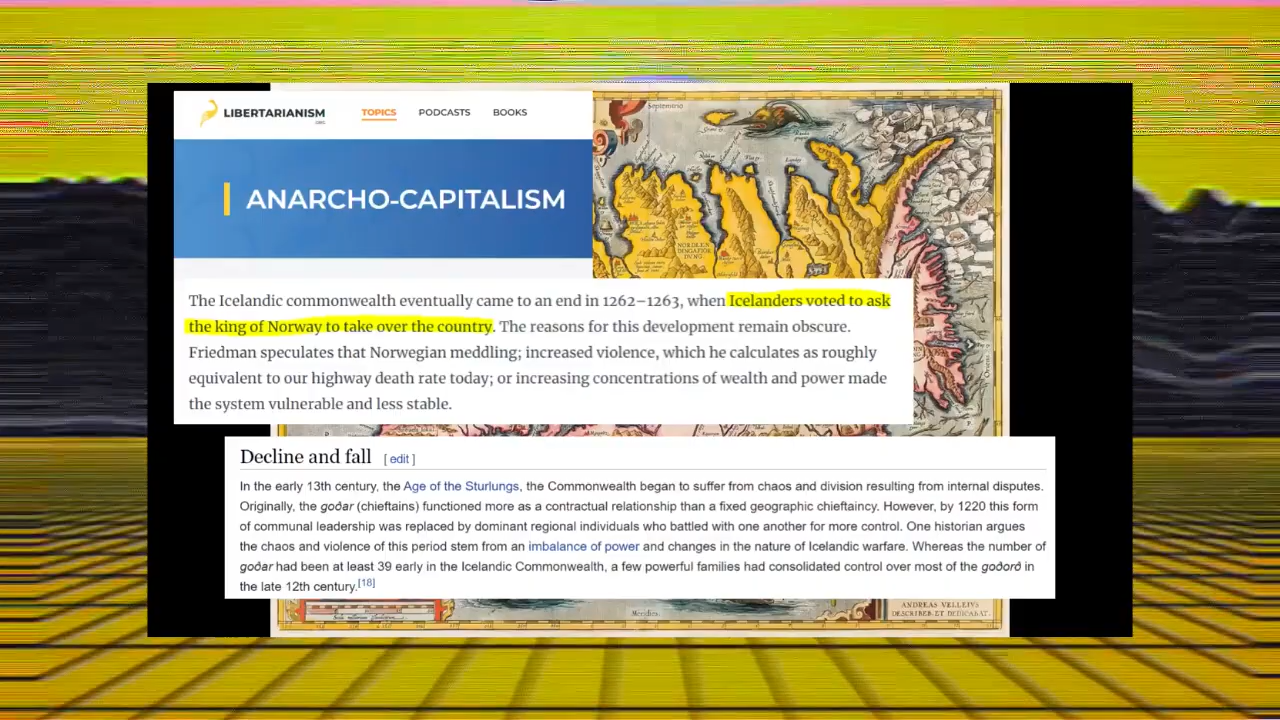 LIBERTARIANISM
.ORG
TOPICS PODCASTS BOOKS
ANARCHO-CAPITALISM
Septemtrio
NORDLEN
DINGAFIOR
DVNG.
The Icelandic commonwealth eventually came to an end in 1262–1263, when Icelanders voted to ask
the king of Norway to take over the country. The reasons for this development remain obscure.
Friedman speculates that Norwegian meddling; increased violence, which he calculates as roughly
equivalent to our highway death rate today; or increasing concentrations of wealth and power made
the system vulnerable and less stable.
Oriens
Decline and fall [ edit ]
In the early 13th century, the Age of the Sturlungs, the Commonwealth began to suffer from chaos and division resulting from internal disputes.
Originally, the goðar (chieftains) functioned more as a contractual relationship than a fixed geographic chieftaincy. However, by 1220 this form
of communal leadership was replaced by dominant regional individuals who battled with one another for more control. One historian argues
the chaos and violence of this period stem from an imbalance of power and changes in the nature of Icelandic warfare. Whereas the number of
goðar had been at least 39 early in the Icelandic Commonwealth, a few powerful families had consolidated control over most of the goðorð in
the late 12th century.[18]
Meridies
ANDREAS VELLEIVS
DESCRIBEB. ET DEDICABAT.